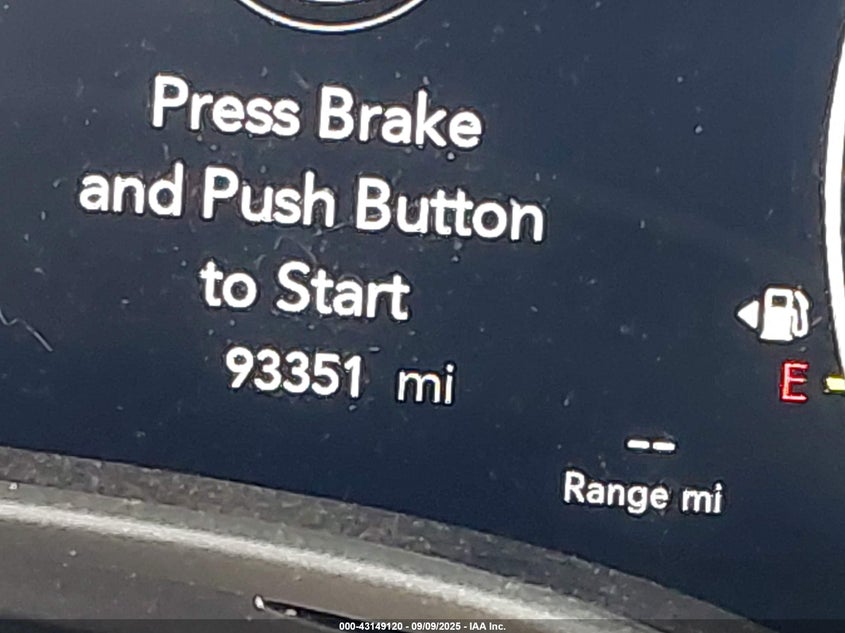 Press Brake
and Push Button
to Start
93351 mi
E
--
Range mi
000-43149120 - 09/09/2025 - IAA Inc.